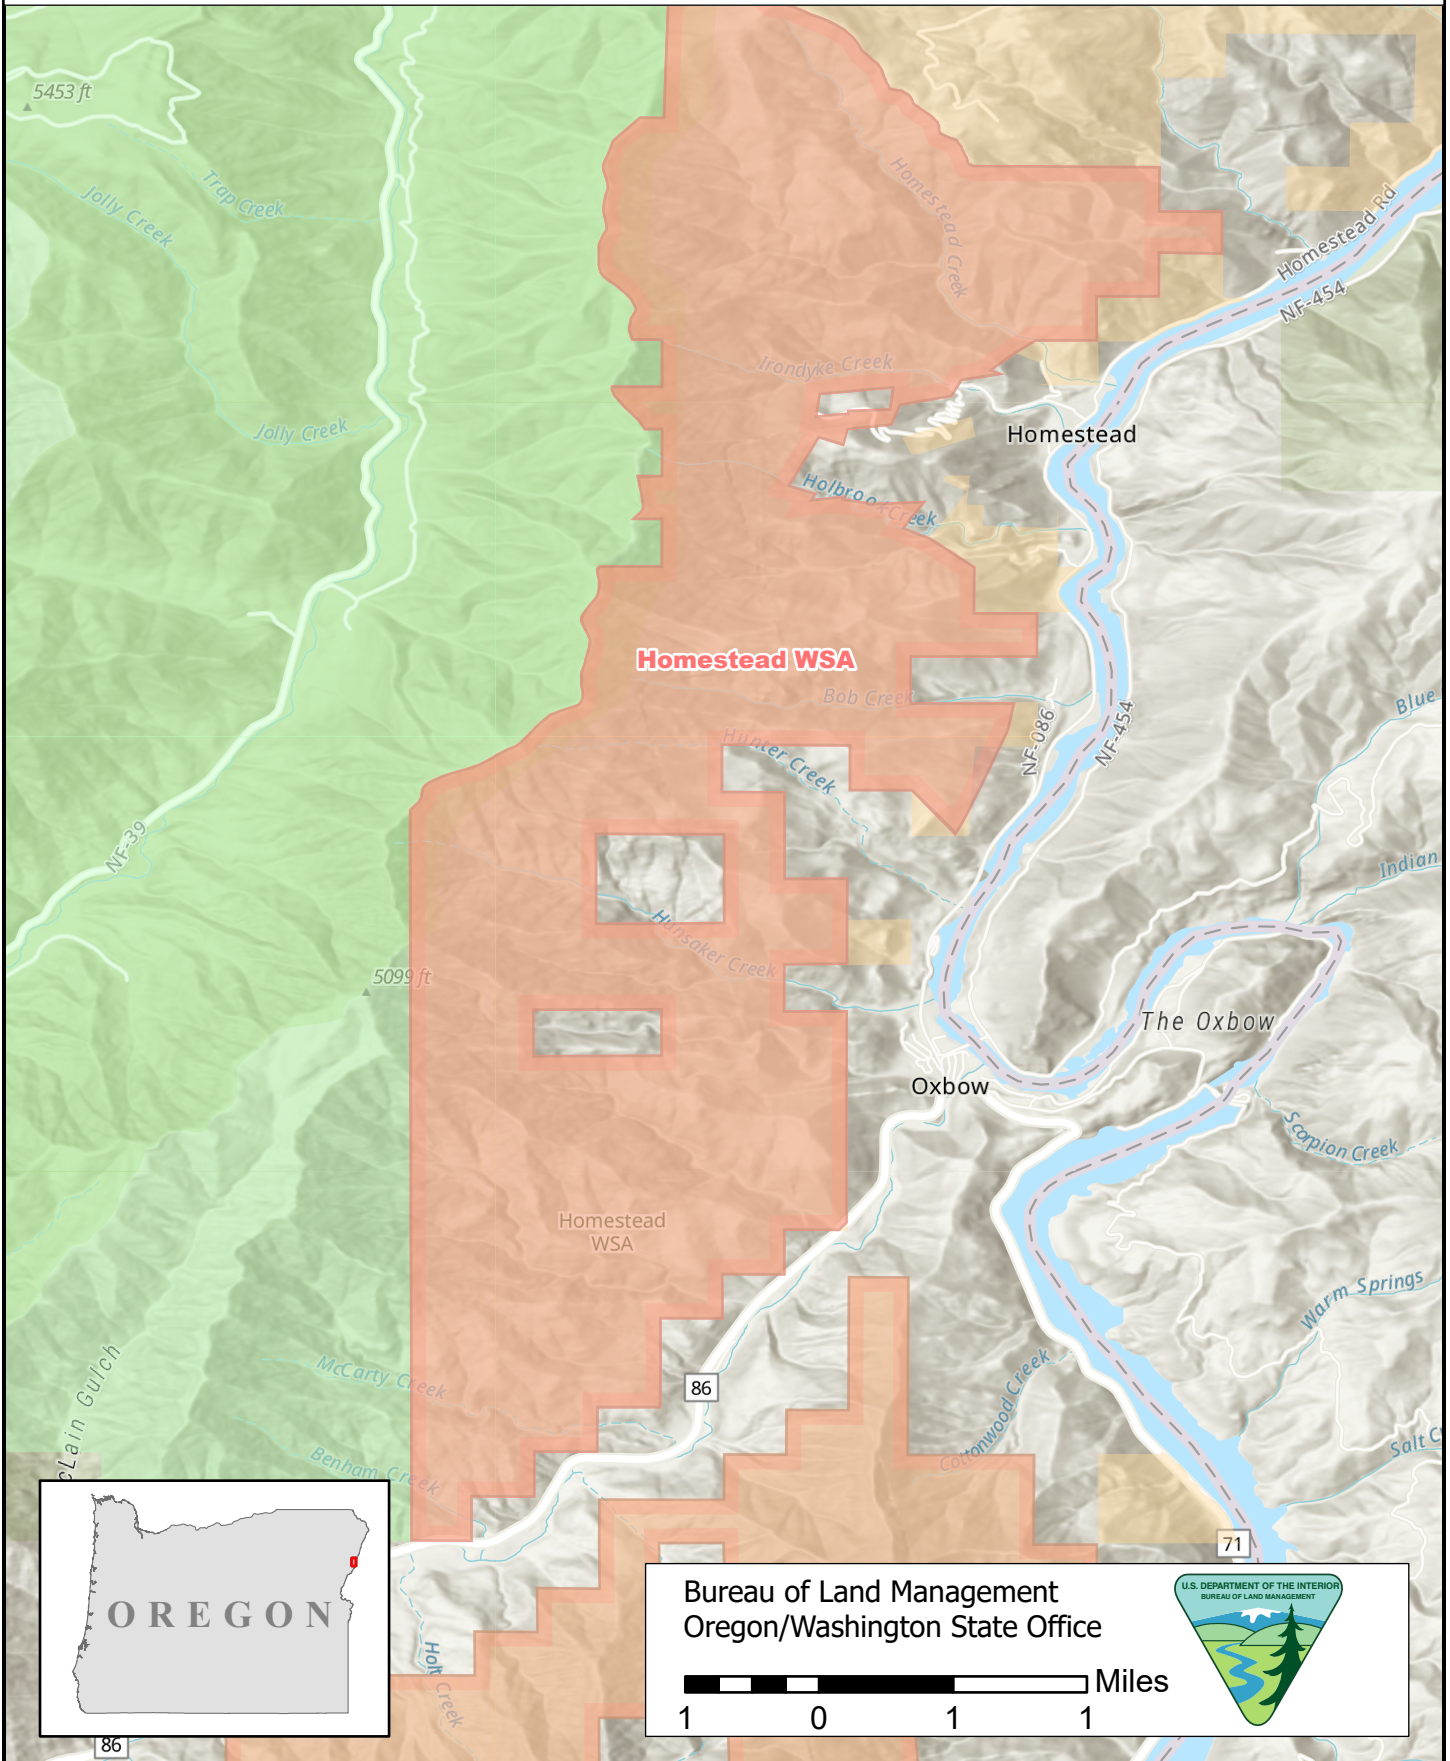 5453 ft
Trap Creek
Jolly Creek
Homestead Creek
Homestead Rd
NF-454
Irondyke Creek
Jolly Creek
Homestead
Holbrook Creek
Homestead WSA
Bob Creek
Blue
NF-086
NF-454
Hunter Creek
NF-39
Indian
Hunsaker Creek
5099 ft
The Oxbow
Oxbow
Scorpion Creek
Homestead
WSA
Warm Springs
McCarty Creek
cLain Gulch
86
Cottonwood Creek
Benham Creek
Salt C
71
OREGON
Holt Creek
Bureau of Land Management
Oregon/Washington State Office
Miles
1 0 1 1
U.S. DEPARTMENT OF THE INTERIOR
BUREAU OF LAND MANAGEMENT
86